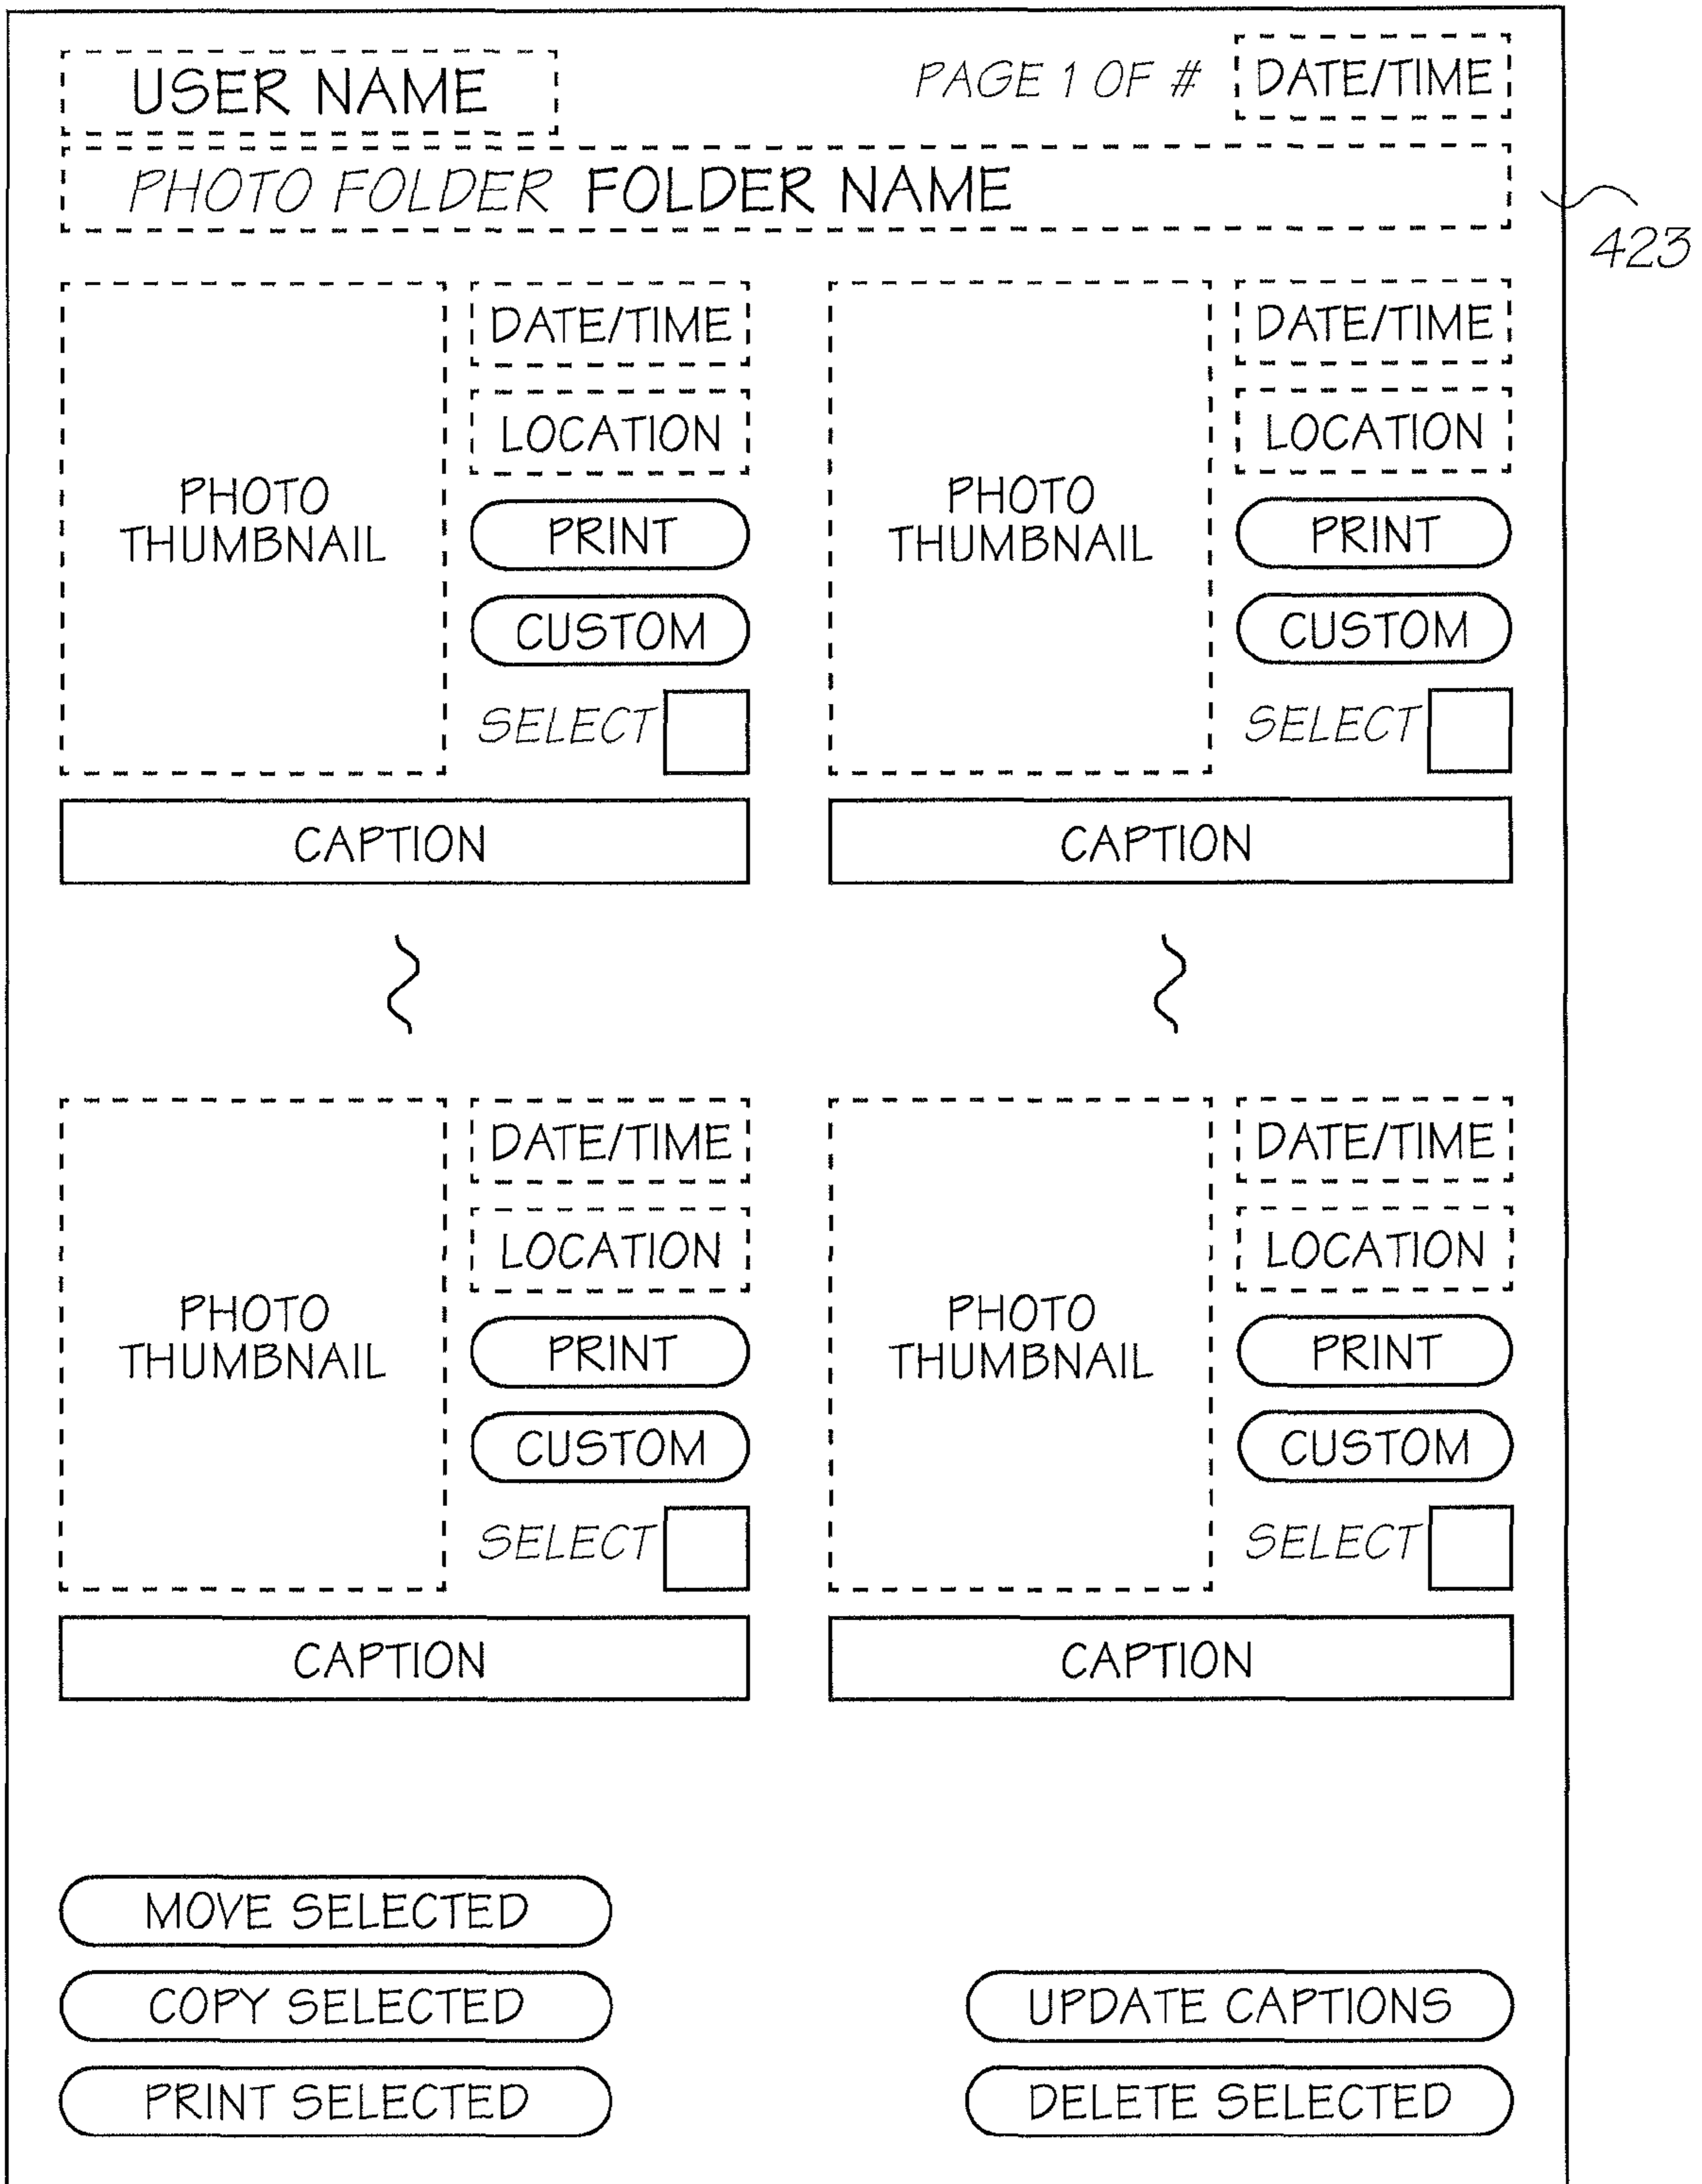 USER NAME PAGE 1 OF # DATE/TIME
PHOTO FOLDER FOLDER NAME
423
PHOTO
THUMBNAIL
DATE/TIME
LOCATION
PRINT
CUSTOM
SELECT
CAPTION
PHOTO
THUMBNAIL
DATE/TIME
LOCATION
PRINT
CUSTOM
SELECT
CAPTION
PHOTO
THUMBNAIL
DATE/TIME
LOCATION
PRINT
CUSTOM
SELECT
CAPTION
PHOTO
THUMBNAIL
DATE/TIME
LOCATION
PRINT
CUSTOM
SELECT
CAPTION
MOVE SELECTED
COPY SELECTED
PRINT SELECTED
UPDATE CAPTIONS
DELETE SELECTED